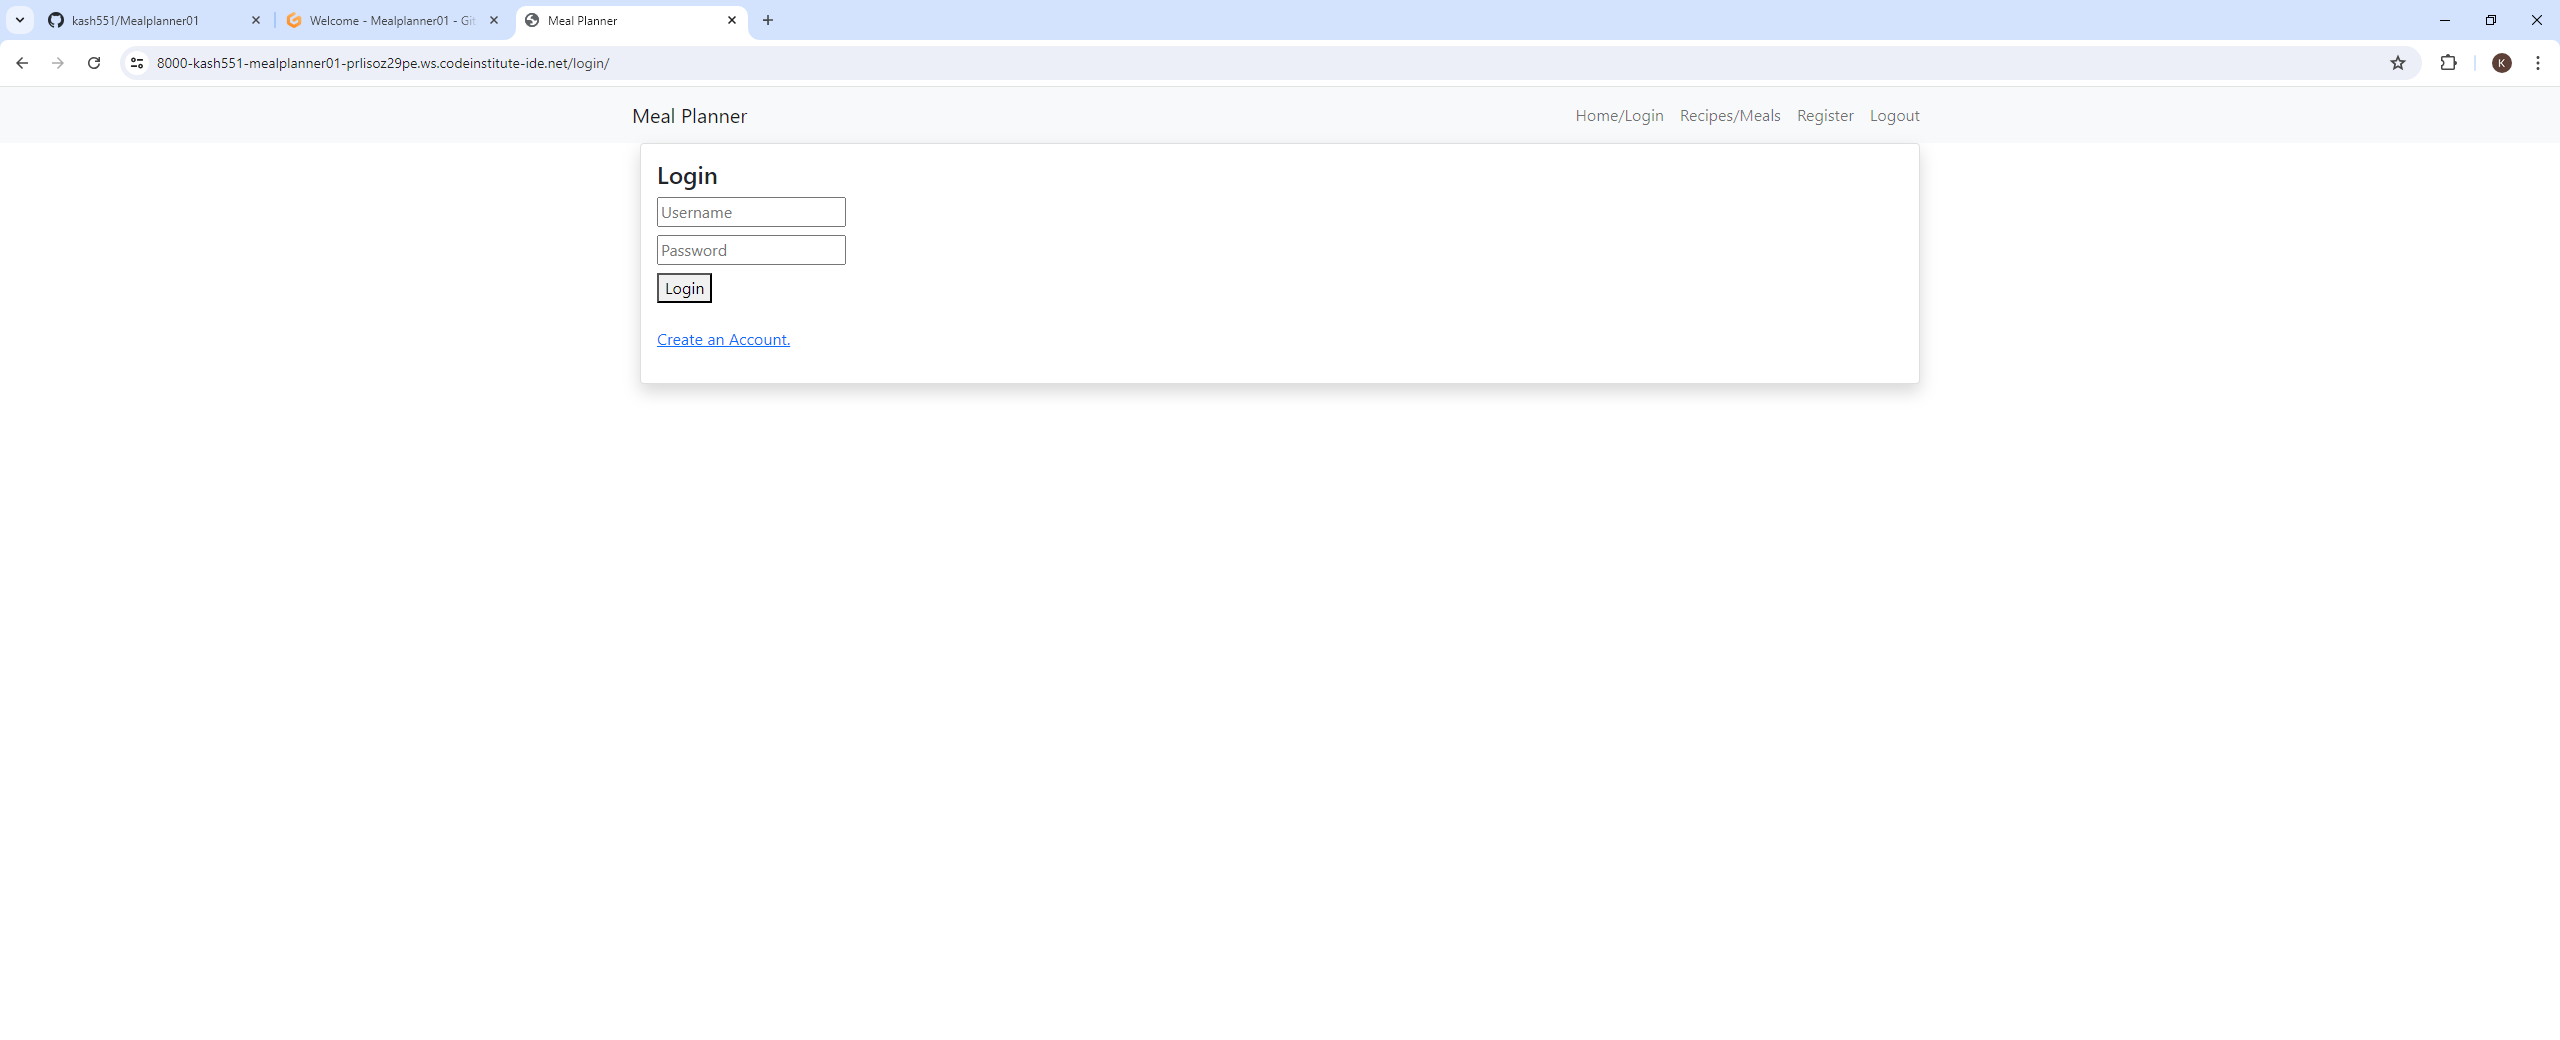 kash551/Mealplanner01
Welcome - Mealplanner01 - Git
Meal Planner
8000-kash551-mealplanner01-prlisoz29pe.ws.codeinstitute-ide.net/login/
K
Meal Planner
Home/Login Recipes/Meals Register Logout
Login
Username
Password
Login
Create an Account.